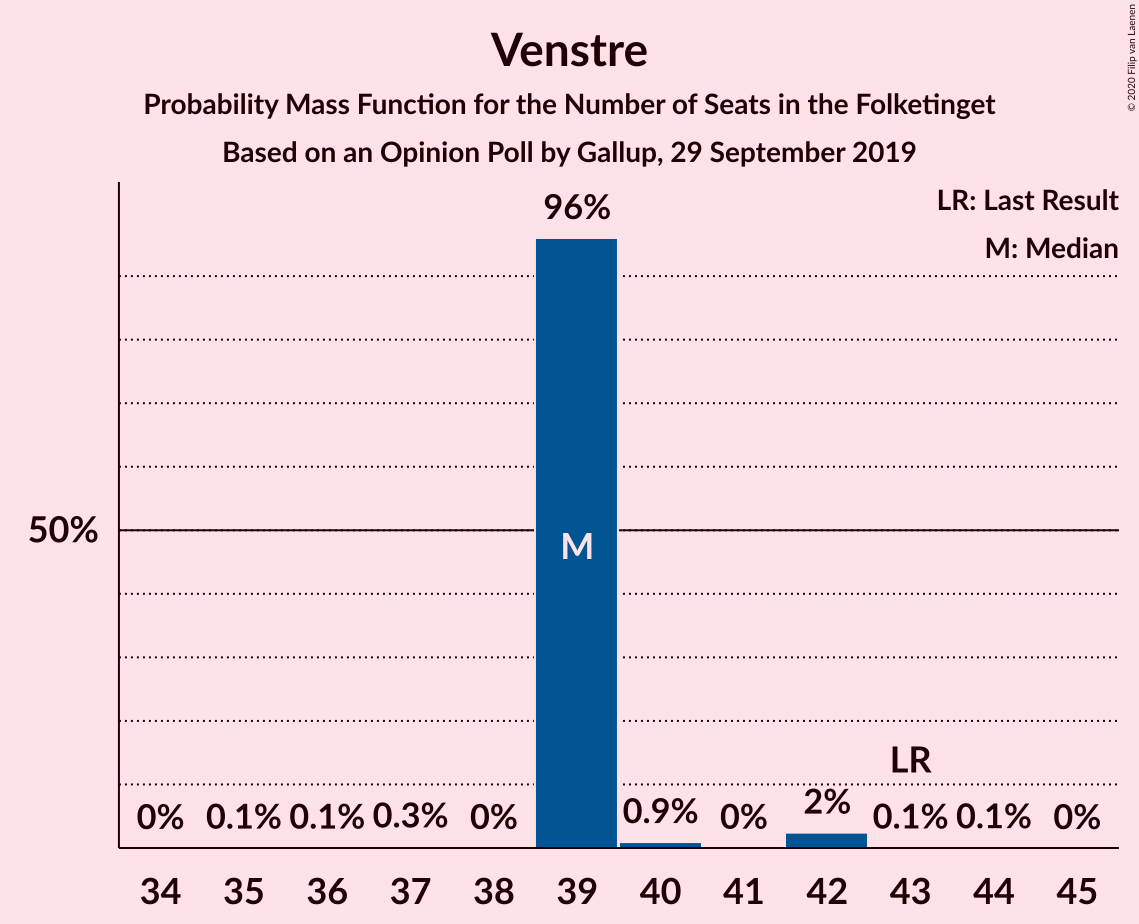 Venstre
Probability Mass Function for the Number of Seats in the Folketinget
Based on an Opinion Poll by Gallup, 29 September 2019
© 2020 Filip van Laenen
LR: Last Result
M: Median
96%
50%
M
LR
0% 0.1% 0.1% 0.3% 0% 0.9% 0% 2% 0.1% 0.1% 0%
34 35 36 37 38 39 40 41 42 43 44 45